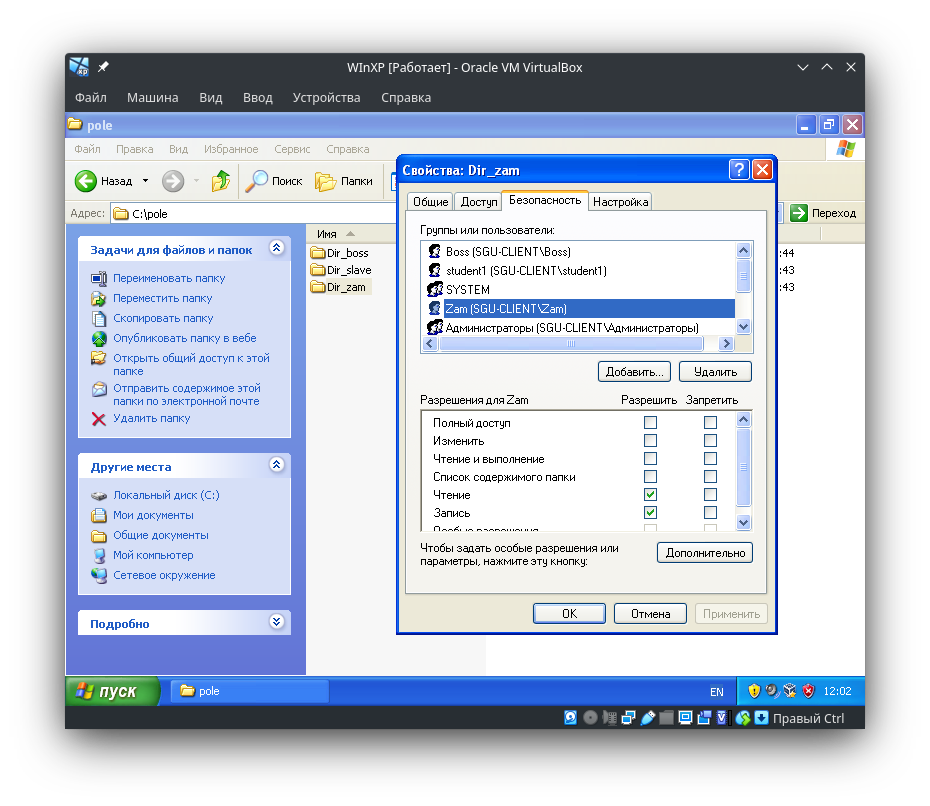 WInXP [Работает] - Oracle VM VirtualBox
Файл Машина Вид Ввод Устройства Справка
pole
Файл Правка Вид Избранное Сервис Справка
Назад Поиск Папки
Адрес: C:\pole Переход
Задачи для файлов и папок
Переименовать папку
Переместить папку
Скопировать папку
Опубликовать папку в вебе
Открыть общий доступ к этой
папке
Отправить содержимое этой
папки по электронной почте
Удалить папку
Другие места
Локальный диск (C:)
Мои документы
Общие документы
Мой компьютер
Сетевое окружение
Подробно
Имя
Dir_boss
Dir_slave
Dir_zam
:44
:43
:43
Свойства: Dir_zam
Общие Доступ Безопасность Настройка
Группы или пользователи:
Boss (SGU-CLIENT\Boss)
student1 (SGU-CLIENT\student1)
SYSTEM
Zam (SGU-CLIENT\Zam)
Администраторы (SGU-CLIENT\Администраторы)
Добавить... Удалить
Разрешения для Zam Разрешить Запретить
Полный доступ
Изменить
Чтение и выполнение
Список содержимого папки
Чтение
Запись
Особые разрешения
Чтобы задать особые разрешения или
параметры, нажмите эту кнопку:
Дополнительно
OK Отмена Применить
пуск pole EN 12:02
Правый Ctrl